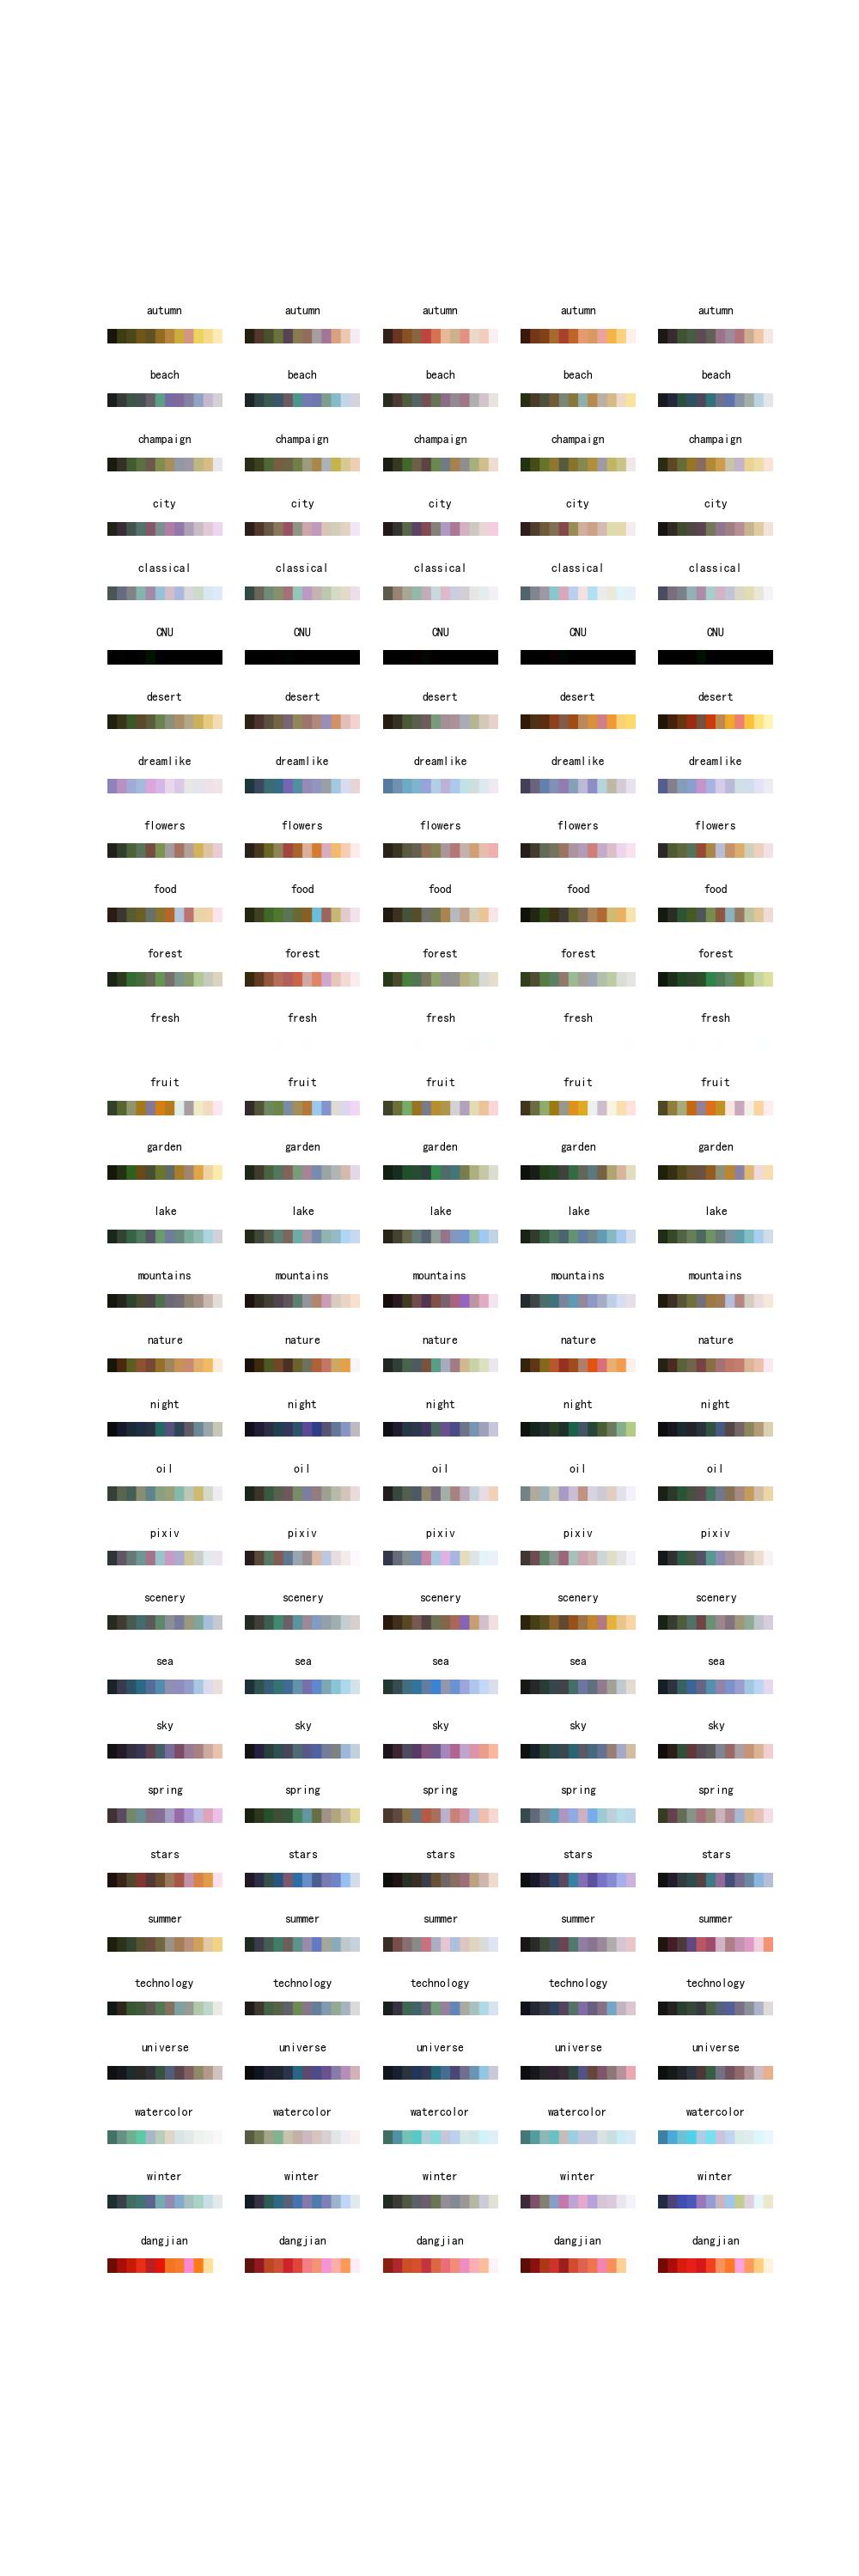 autumn autumn autumn autumn autumn
beach beach beach beach beach
champaign champaign champaign champaign champaign
city city city city city
classical classical classical classical classical
CNU CNU CNU CNU CNU
desert desert desert desert desert
dreamlike dreamlike dreamlike dreamlike dreamlike
flowers flowers flowers flowers flowers
food food food food food
forest forest forest forest forest
fresh fresh fresh fresh fresh
fruit fruit fruit fruit fruit
garden garden garden garden garden
lake lake lake lake lake
mountains mountains mountains mountains mountains
nature nature nature nature nature
night night night night night
oil oil oil oil oil
pixiv pixiv pixiv pixiv pixiv
scenery scenery scenery scenery scenery
sea sea sea sea sea
sky sky sky sky sky
spring spring spring spring spring
stars stars stars stars stars
summer summer summer summer summer
technology technology technology technology technology
universe universe universe universe universe
watercolor watercolor watercolor watercolor watercolor
winter winter winter winter winter
dangjian dangjian dangjian dangjian dangjian